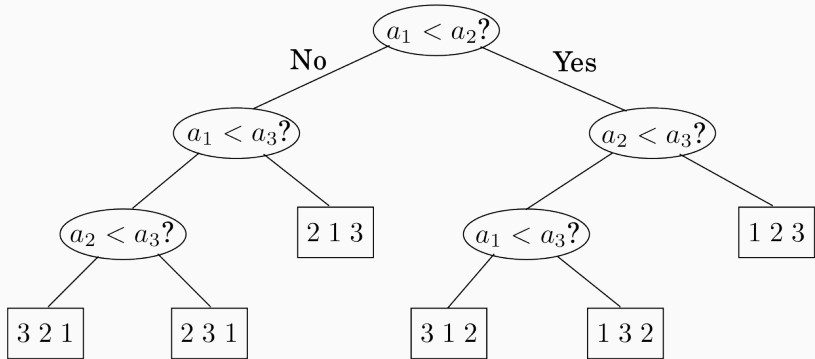 a₁ < a₂?
No Yes
a₁ < a₃? a₂ < a₃?
a₂ < a₃? 2 1 3 a₁ < a₃? 1 2 3
3 2 1 2 3 1 3 1 2 1 3 2